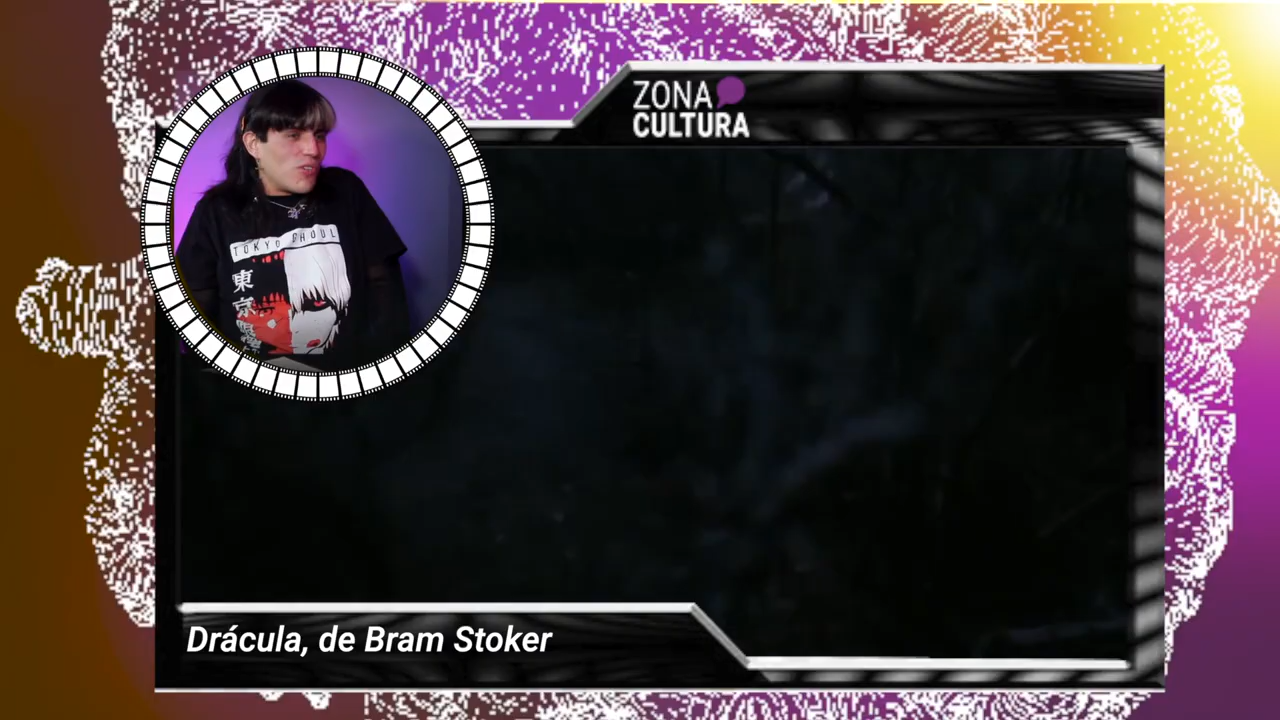 ZONA
CULTURA
TOKYO GHOUL
東
京
Drácula, de Bram Stoker